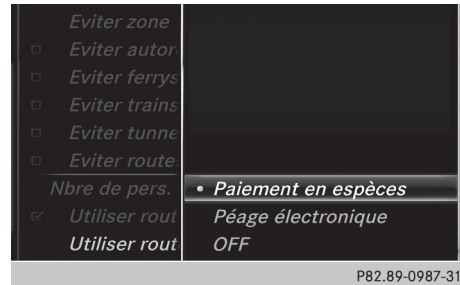 Eviter zone
Eviter autor
Eviter ferrys
Eviter trains
Eviter tunne
Eviter route
Nbre de pers.
Utiliser rout
Utiliser rout
Paiement en espèces
Péage électronique
OFF
P82.89-0987-31